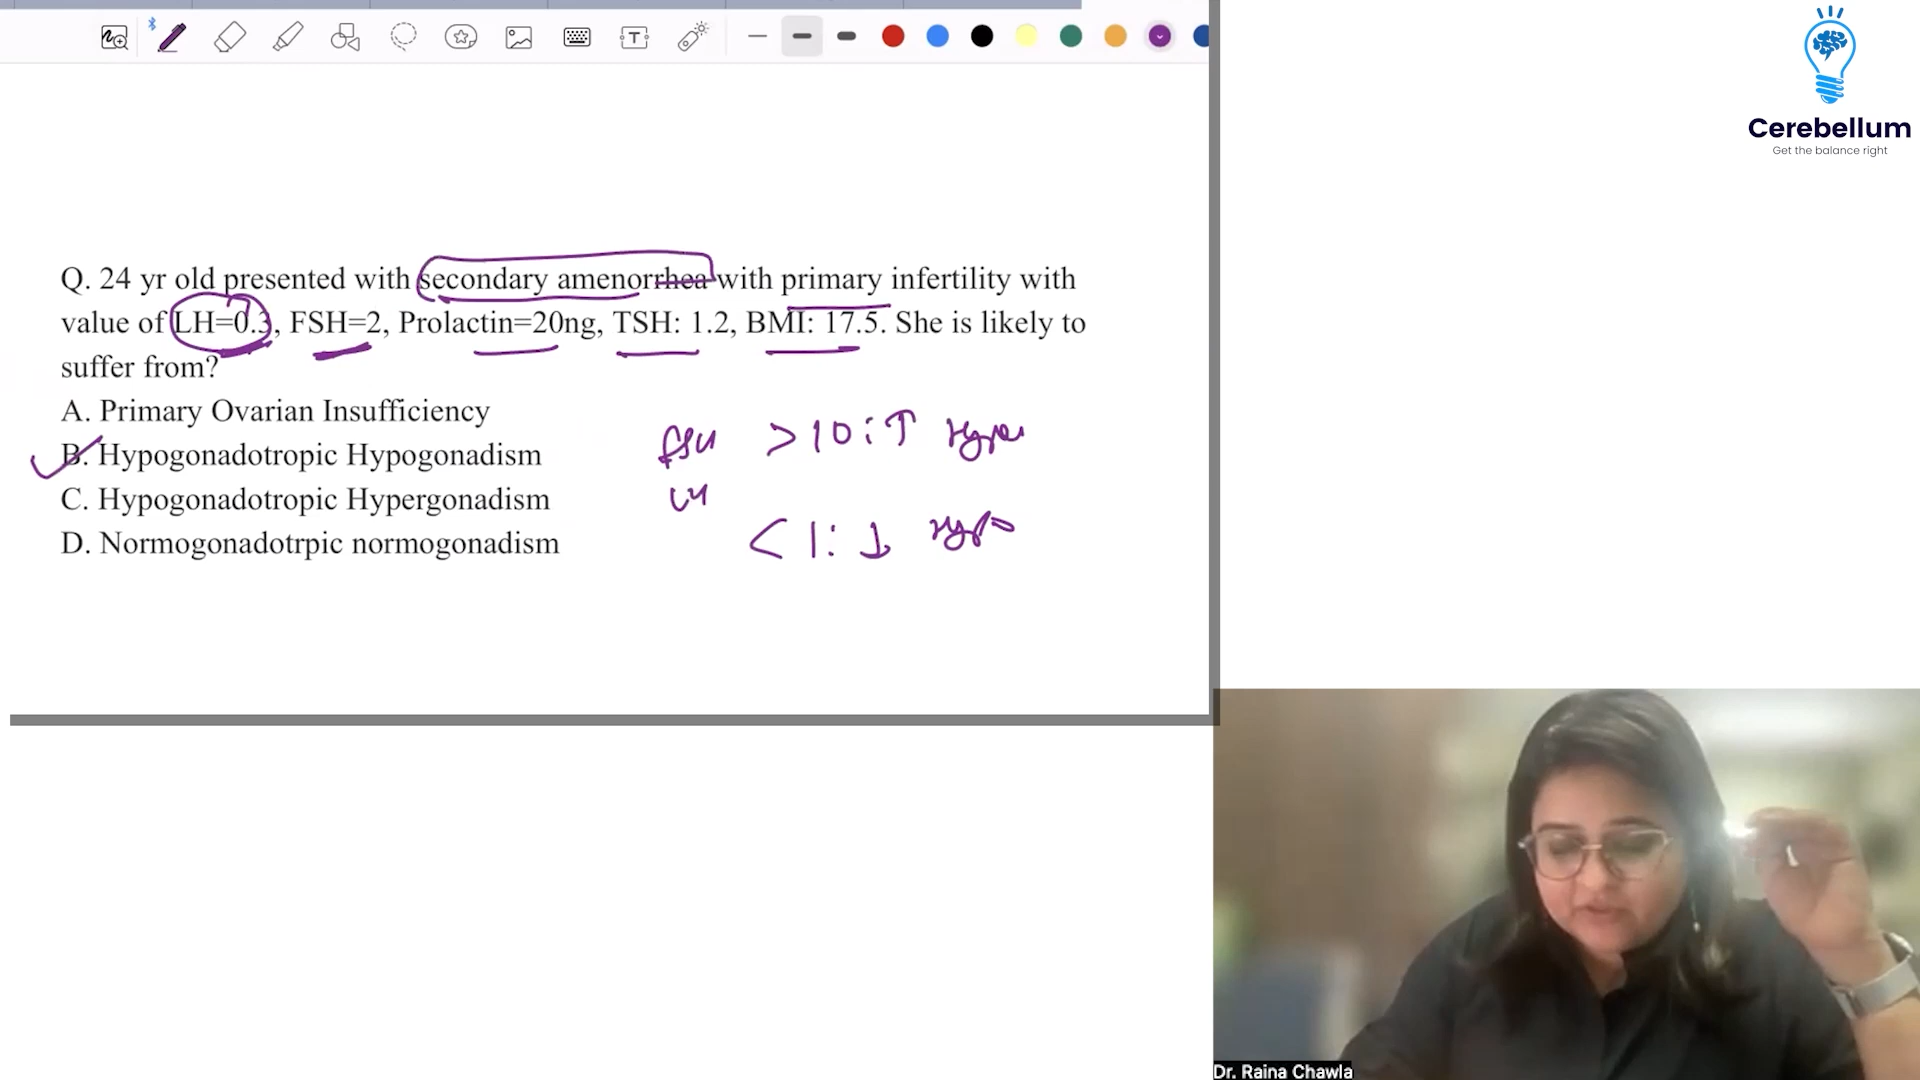 Cerebellum
Get the balance right
Q. 24 yr old presented with secondary amenorrhea with primary infertility with
value of LH=0.3, FSH=2, Prolactin=20ng, TSH: 1.2, BMI: 17.5. She is likely to
suffer from?
A. Primary Ovarian Insufficiency
B. Hypogonadotropic Hypogonadism
C. Hypogonadotropic Hypergonadism
D. Normogonadotrpic normogonadism
FSH >10: ↑ Hyper
LH
<1: ↓ Hypo
T
Dr. Raina Chawla